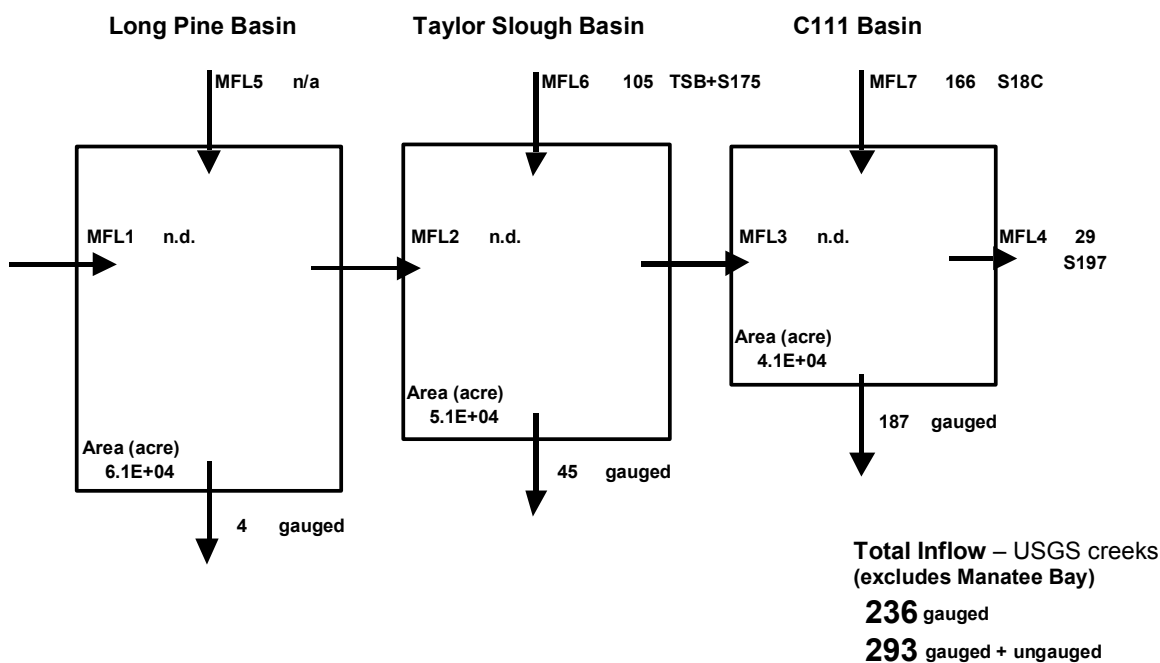 Long Pine Basin
Taylor Slough Basin
C111 Basin
MFL5 n/a
MFL6 105 TSB+S175
MFL7 166 S18C
MFL1 n.d.
MFL2 n.d.
MFL3 n.d.
MFL4 29
S197
Area (acre)
4.1E+04
Area (acre)
5.1E+04
187 gauged
Area (acre)
6.1E+04
45 gauged
4 gauged
Total Inflow – USGS creeks
(excludes Manatee Bay)
236 gauged
293 gauged + ungauged